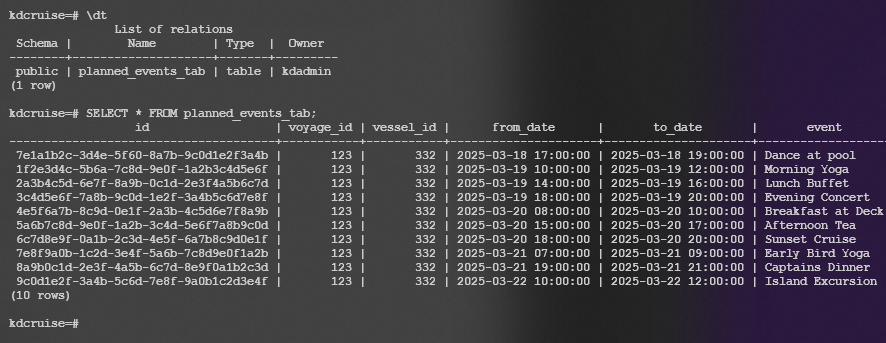 kdcruise=# \dt
List of relations
Schema | Name | Type | Owner
--------+--------------------+-------+---------
public | planned_events_tab | table | kdadmin
(1 row)
kdcruise=# SELECT * FROM planned_events_tab;
id | voyage_id | vessel_id | from_date | to_date | event
--------------------------------------+-----------+-----------+---------------------+---------------------+-------------------
7e1a1b2c-3d4e-5f60-8a7b-9c0d1e2f3a4b | 123 | 332 | 2025-03-18 17:00:00 | 2025-03-18 19:00:00 | Dance at pool
1f2e3d4c-5b6a-7c8d-9e0f-1a2b3c4d5e6f | 123 | 332 | 2025-03-19 10:00:00 | 2025-03-19 12:00:00 | Morning Yoga
2a3b4c5d-6e7f-8a9b-0c1d-2e3f4a5b6c7d | 123 | 332 | 2025-03-19 14:00:00 | 2025-03-19 16:00:00 | Lunch Buffet
3c4d5e6f-7a8b-9c0d-1e2f-3a4b5c6d7e8f | 123 | 332 | 2025-03-19 18:00:00 | 2025-03-19 20:00:00 | Evening Concert
4e5f6a7b-8c9d-0e1f-2a3b-4c5d6e7f8a9b | 123 | 332 | 2025-03-20 08:00:00 | 2025-03-20 10:00:00 | Breakfast at Deck
5a6b7c8d-9e0f-1a2b-3c4d-5e6f7a8b9c0d | 123 | 332 | 2025-03-20 15:00:00 | 2025-03-20 17:00:00 | Afternoon Tea
6c7d8e9f-0a1b-2c3d-4e5f-6a7b8c9d0e1f | 123 | 332 | 2025-03-20 18:00:00 | 2025-03-20 20:00:00 | Sunset Cruise
7e8f9a0b-1c2d-3e4f-5a6b-7c8d9e0f1a2b | 123 | 332 | 2025-03-21 07:00:00 | 2025-03-21 09:00:00 | Early Bird Yoga
8a9b0c1d-2e3f-4a5b-6c7d-8e9f0a1b2c3d | 123 | 332 | 2025-03-21 19:00:00 | 2025-03-21 21:00:00 | Captains Dinner
9c0d1e2f-3a4b-5c6d-7e8f-9a0b1c2d3e4f | 123 | 332 | 2025-03-22 10:00:00 | 2025-03-22 12:00:00 | Island Excursion
(10 rows)
kdcruise=#